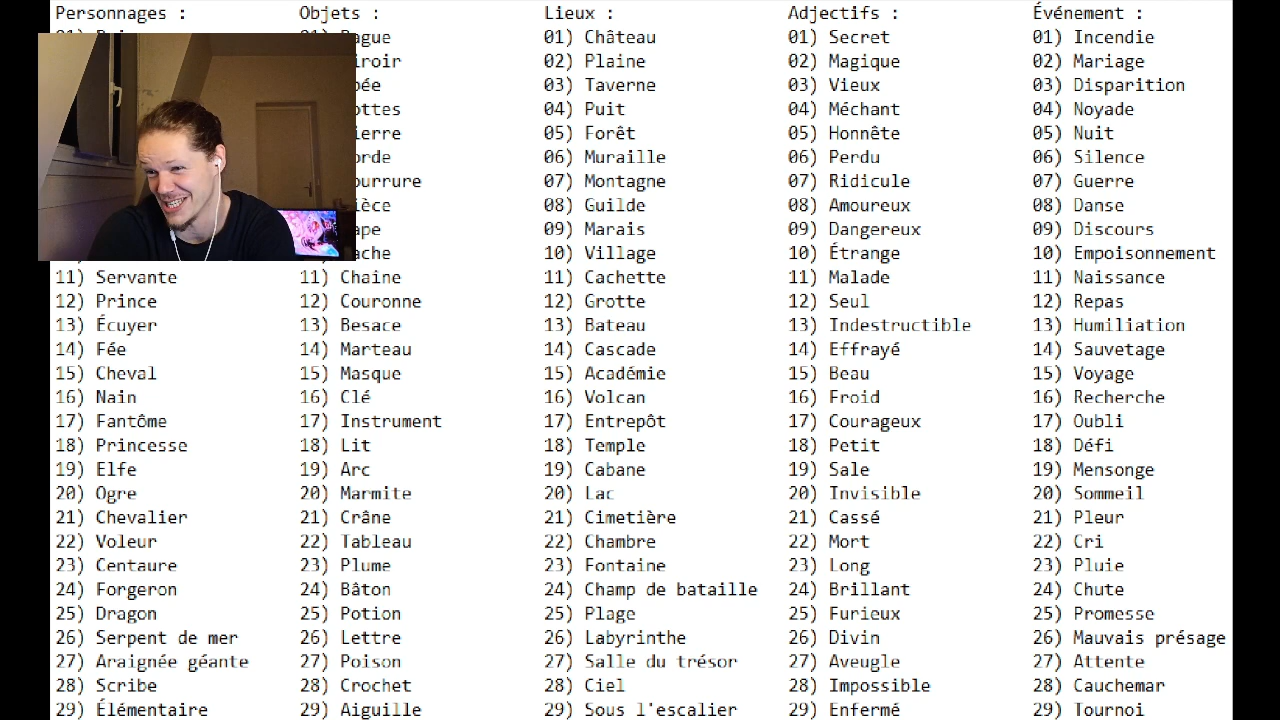 Personnages : Objets : Lieux : Adjectifs : Événement :
01) Château 01) Secret 01) Incendie
02) Plaine 02) Magique 02) Mariage
03) Taverne 03) Vieux 03) Disparition
04) Puit 04) Méchant 04) Noyade
05) Forêt 05) Honnête 05) Nuit
06) Muraille 06) Perdu 06) Silence
07) Montagne 07) Ridicule 07) Guerre
08) Guilde 08) Amoureux 08) Danse
09) Marais 09) Dangereux 09) Discours
10) Village 10) Étrange 10) Empoisonnement
11) Servante 11) Chaine 11) Cachette 11) Malade 11) Naissance
12) Prince 12) Couronne 12) Grotte 12) Seul 12) Repas
13) Écuyer 13) Besace 13) Bateau 13) Indestructible 13) Humiliation
14) Fée 14) Marteau 14) Cascade 14) Effrayé 14) Sauvetage
15) Cheval 15) Masque 15) Académie 15) Beau 15) Voyage
16) Nain 16) Clé 16) Volcan 16) Froid 16) Recherche
17) Fantôme 17) Instrument 17) Entrepôt 17) Courageux 17) Oubli
18) Princesse 18) Lit 18) Temple 18) Petit 18) Défi
19) Elfe 19) Arc 19) Cabane 19) Sale 19) Mensonge
20) Ogre 20) Marmite 20) Lac 20) Invisible 20) Sommeil
21) Chevalier 21) Crâne 21) Cimetière 21) Cassé 21) Pleur
22) Voleur 22) Tableau 22) Chambre 22) Mort 22) Cri
23) Centaure 23) Plume 23) Fontaine 23) Long 23) Pluie
24) Forgeron 24) Bâton 24) Champ de bataille 24) Brillant 24) Chute
25) Dragon 25) Potion 25) Plage 25) Furieux 25) Promesse
26) Serpent de mer 26) Lettre 26) Labyrinthe 26) Divin 26) Mauvais présage
27) Araignée géante 27) Poison 27) Salle du trésor 27) Aveugle 27) Attente
28) Scribe 28) Crochet 28) Ciel 28) Impossible 28) Cauchemar
29) Élémentaire 29) Aiguille 29) Sous l'escalier 29) Enfermé 29) Tournoi